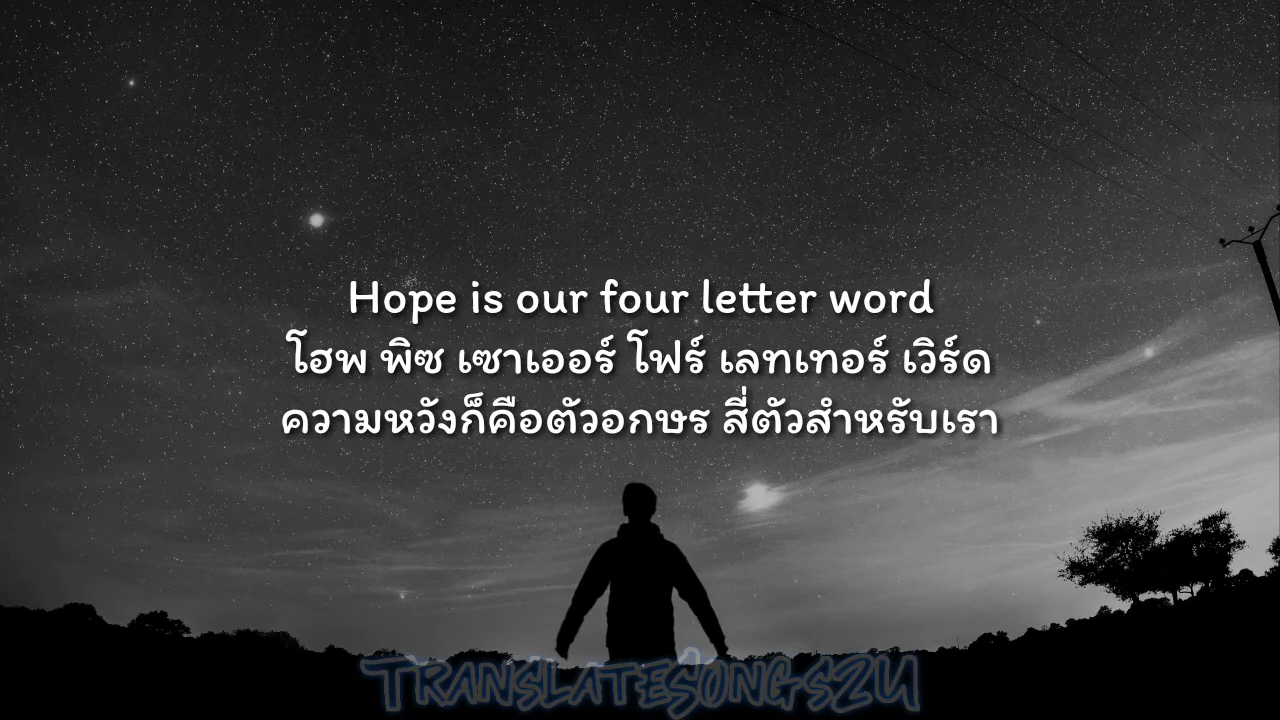 Hope is our four letter word
โฮพ พิซ เซาเออร์ โฟร์ เลทเทอร์ เวิร์ด
ความหวังก็คือตัวอกษร สี่ตัวสำหรับเรา
TRANSLATESONGS2U